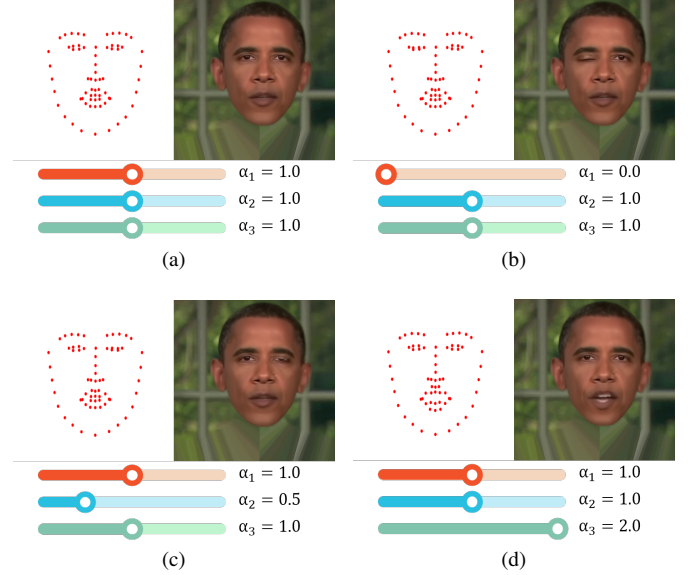 α₁ = 1.0
α₂ = 1.0
α₃ = 1.0
(a)
α₁ = 0.0
α₂ = 1.0
α₃ = 1.0
(b)
α₁ = 1.0
α₂ = 0.5
α₃ = 1.0
(c)
α₁ = 1.0
α₂ = 1.0
α₃ = 2.0
(d)